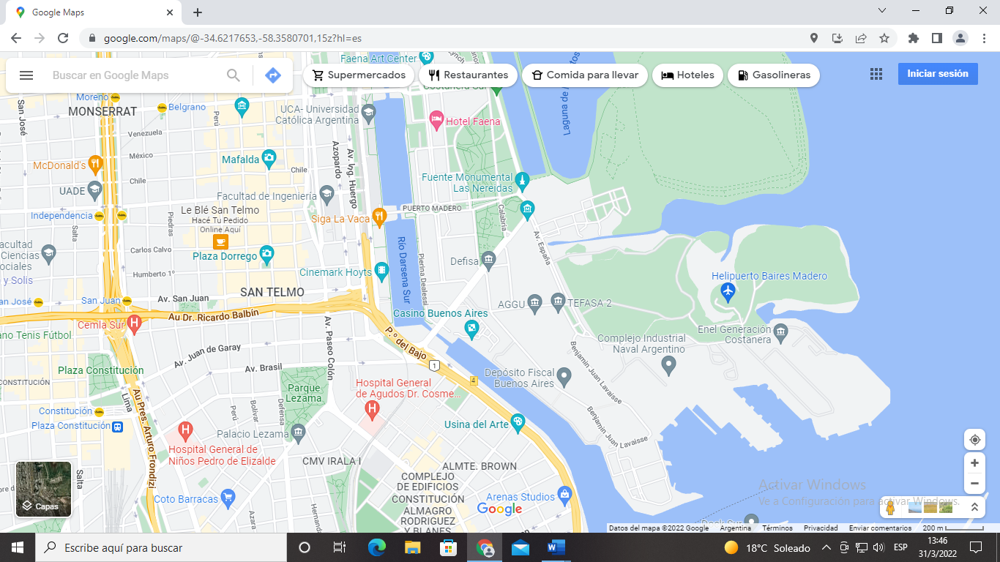 Google Maps
google.com/maps/@-34.6217653,-58.3580701,15z?hl=es
Buscar en Google Maps
Supermercados
Restaurantes
Comida para llevar
Hoteles
Gasolineras
Iniciar sesión
Faena Art Center
Costanera Sur
Laguna de
Moreno
MONSERRAT
Belgrano
San José
Perú
Venezuela
UCA- Universidad
Católica Argentina
Hotel Faena
México
McDonald's
Mafalda
Chile
Chile
Azopardo
Av. Ing. Huergo
UADE
Facultad de Ingeniería
Fuente Monumental
Las Nereidas
Independencia
Piedras
Salta
Le Blé San Telmo
Hacé Tu Pedido
Online Aquí
Siga La Vaca
PUERTO MADERO
Calabria
Av. España
acultad
Ciencias
ociales
Carlos Calvo
Plaza Dorrego
Río Darsena Sur
Pierina Dealessi
Defisa
Cinemark Hoyts
Humberto 1°
y Solis
Helipuerto Baires Madero
an José
San Juan
Av. San Juan
SAN TELMO
AGGU
TEFASA 2
Au Dr. Ricardo Balbín
Casino Buenos Aires
Cemla Sur
ano Tenis Fútbol
Av. Paseo Colón
P.º del Bajo
Enel Generación
Costanera
Complejo Industrial
Naval Argentino
Av. Juan de Garay
Av. Brasil
1
4
Benjamin Juan Lavaisse
Depósito Fiscal
Buenos Aires
Plaza Constitución
CONSTITUCIÓN
Parque
Lezama
Hospital General
de Agudos Dr. Cosme...
Lima
Au Pres. Arturo Frondizi
Perú
Bolívar
Defensa
Constitución
Plaza Constitución
Usina del Arte
Benjamin Juan Lavaisse
Palacio Lezama
Hospital General de
Niños Pedro de Elizalde
CMV IRALA I
ALMTE. BROWN
COMPLEJO
DE EDIFICIOS
CONSTITUCIÓN
ALMAGRO
RODRIGUEZ
Y BLANES
Salta
Capas
Coto Barracas
Azara
Arenas Studios
Google
Dock Sur
Activar Windows
Ve a Configuración para activar Windows.
Datos del mapa ©2022 Google
Argentina
Términos
Privacidad
Enviar comentarios
200 m
Escribe aquí para buscar
18°C Soleado
ESP
13:46
31/3/2022